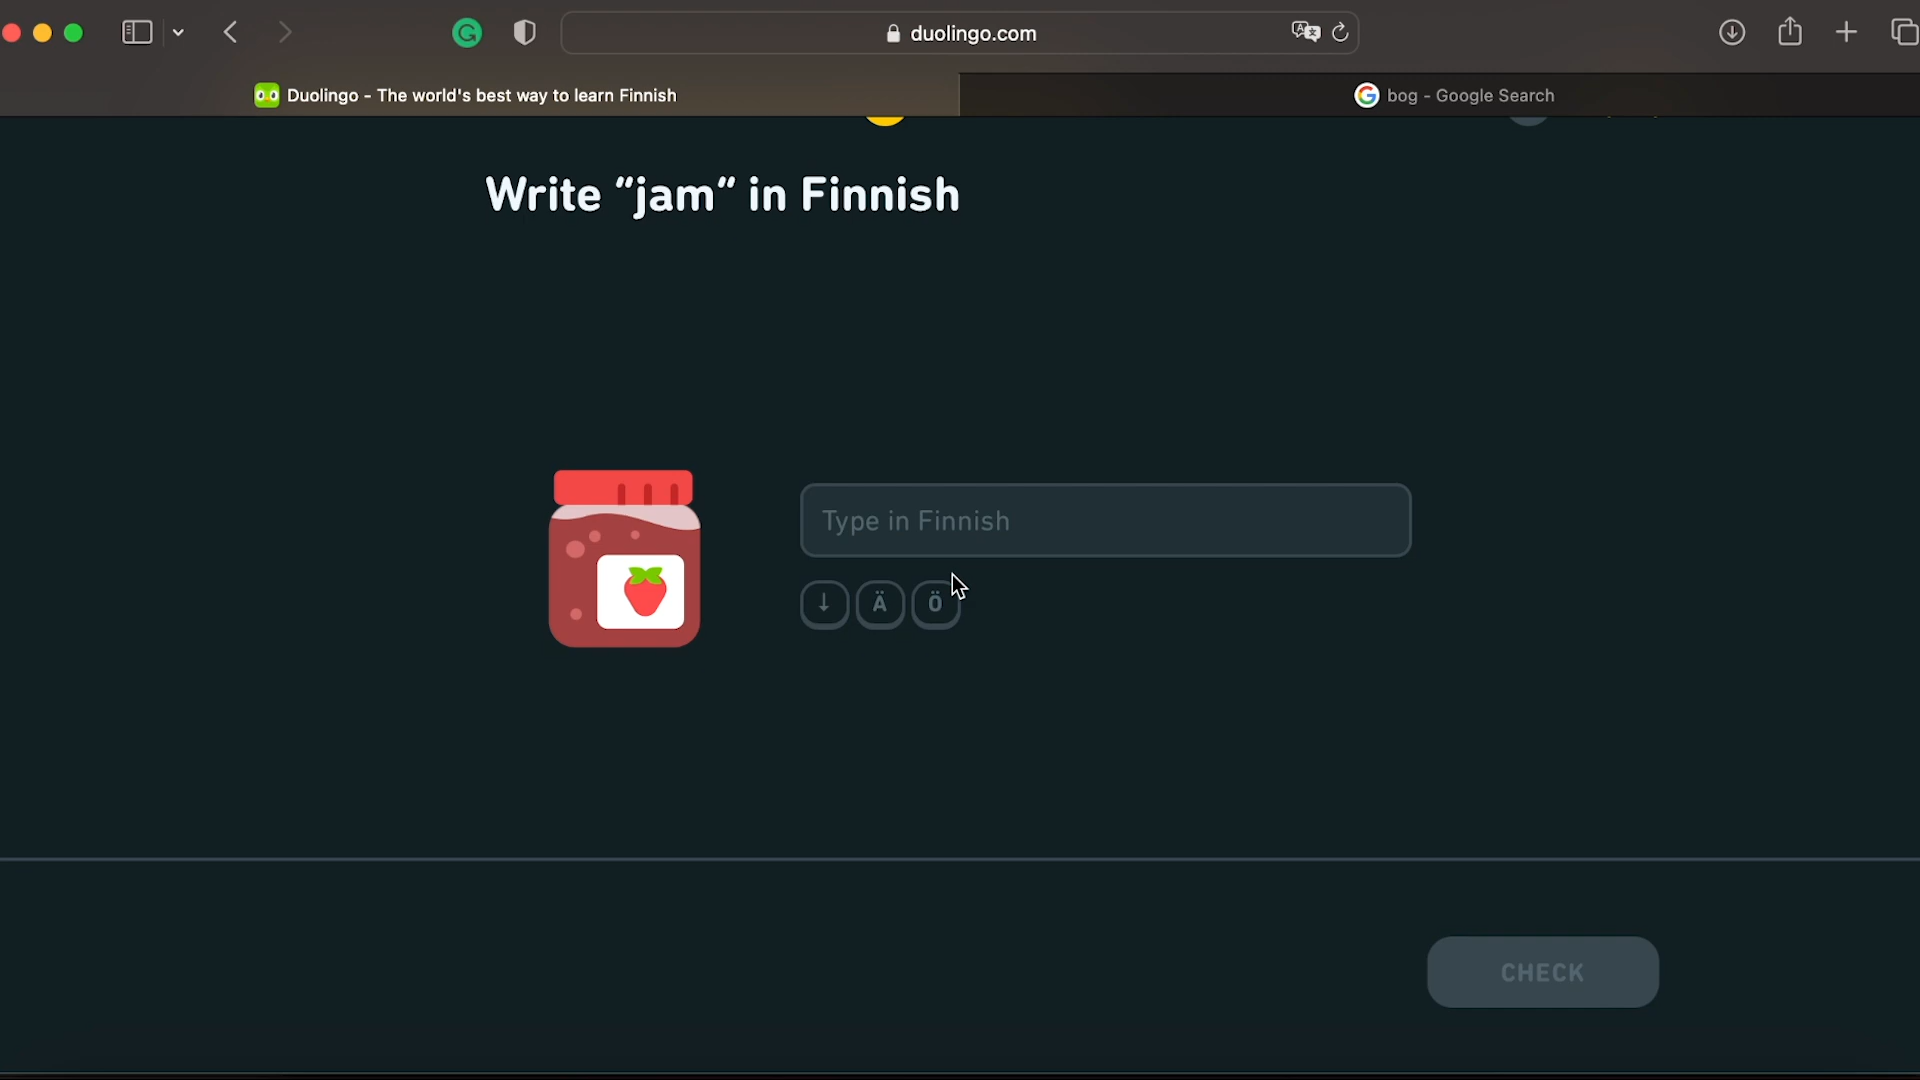 duolingo.com
Duolingo - The world's best way to learn Finnish
bog - Google Search
Write “jam“ in Finnish
Type in Finnish
↓ Ä Ö
CHECK